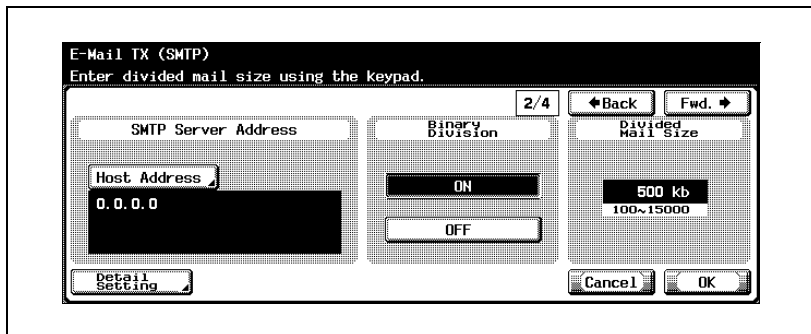 E-Mail TX (SMTP)
Enter divided mail size using the keypad.
2/4
←Back
Fwd. →
SMTP Server Address
Host Address
0.0.0.0
Binary
Division
ON
OFF
Divided
Mail Size
500 kb
100~15000
Detail
Setting
Cancel
OK